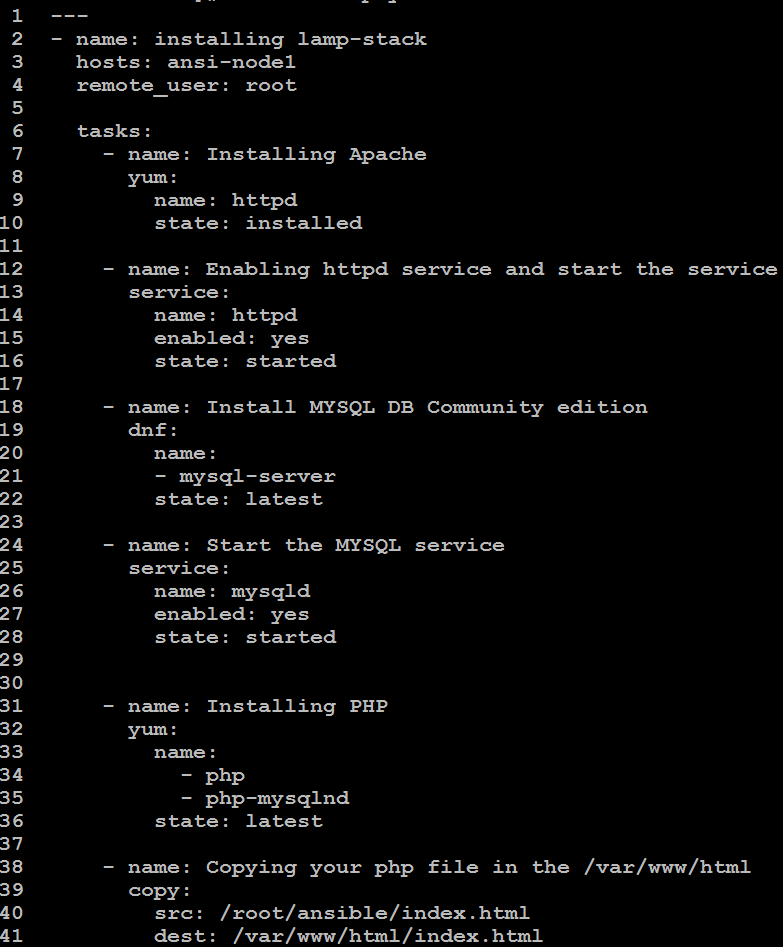 1 ---
2 - name: installing lamp-stack
3 hosts: ansi-node1
4 remote_user: root
5
6 tasks:
7 - name: Installing Apache
8 yum:
9 name: httpd
10 state: installed
11
12 - name: Enabling httpd service and start the service
13 service:
14 name: httpd
15 enabled: yes
16 state: started
17
18 - name: Install MYSQL DB Community edition
19 dnf:
20 name:
21 - mysql-server
22 state: latest
23
24 - name: Start the MYSQL service
25 service:
26 name: mysqld
27 enabled: yes
28 state: started
29
30
31 - name: Installing PHP
32 yum:
33 name:
34 - php
35 - php-mysqlnd
36 state: latest
37
38 - name: Copying your php file in the /var/www/html
39 copy:
40 src: /root/ansible/index.html
41 dest: /var/www/html/index.html